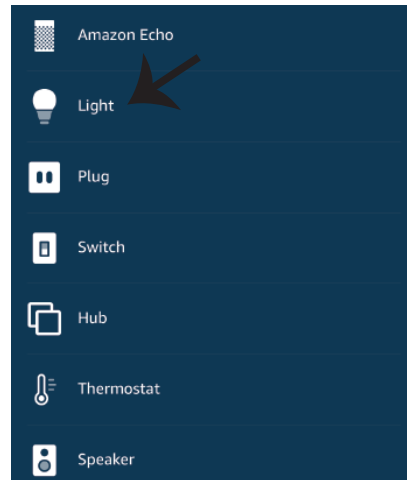 Amazon Echo
Light
Plug
Switch
Hub
Thermostat
Speaker